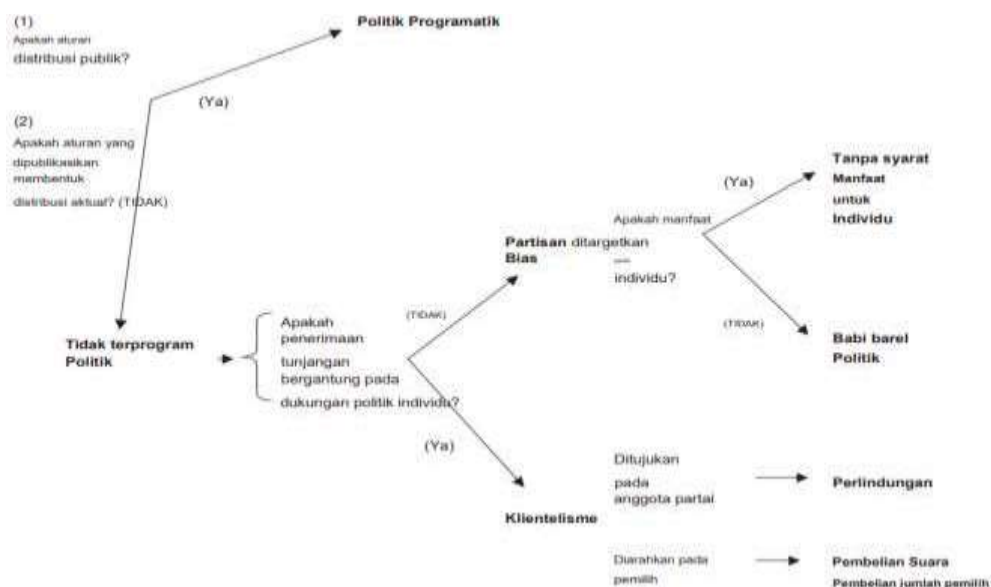 (1)
Apakah aturan
distribusi publik?
Politik Programatik
(Ya)
(2)
Apakah aturan yang
dipublikasikan
membentuk
distribusi aktual? (TIDAK)
Tidak terprogram
Politik
Apakah
penerimaan
tunjangan
bergantung pada
dukungan politik individu?
(TIDAK)
(Ya)
Partisan ditargetkan
Bias
Apakah manfaat
individu?
(Ya)
(TIDAK)
Tanpa syarat
Manfaat
untuk
Individu
Babi barel
Politik
Klientelisme
Ditujukan
pada
anggota partai
Perlindungan
Diarahkan pada
pemilih
Pembelian Suara
Pembelian jumlah pemilih